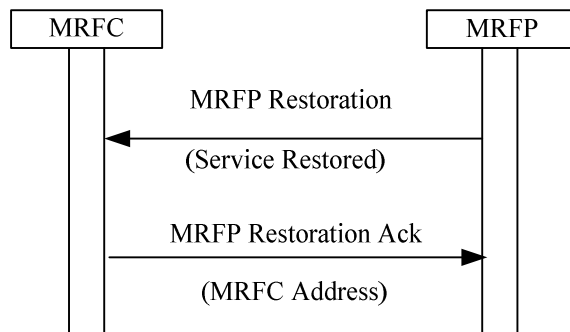 MRFC
MRFP
MRFP Restoration
(Service Restored)
MRFP Restoration Ack
(MRFC Address)